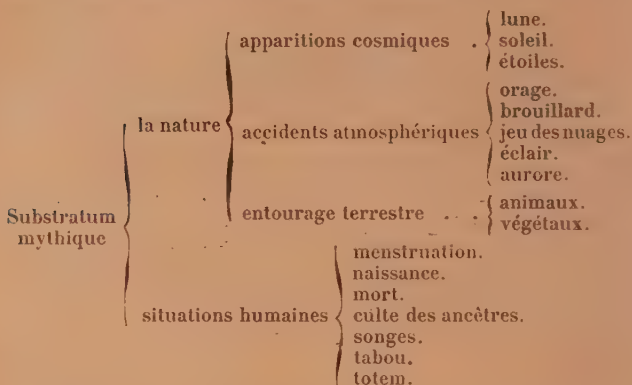 Substratum
mythique
la nature
apparitions cosmiques .
lune.
soleil.
étoiles.
accidents atmosphériques
orage.
brouillard.
jeu des nuages.
éclair.
aurore.
entourage terrestre . .
animaux.
végétaux.
situations humaines
menstruation.
naissance.
mort.
culte des ancêtres.
songes.
tabou.
totem.